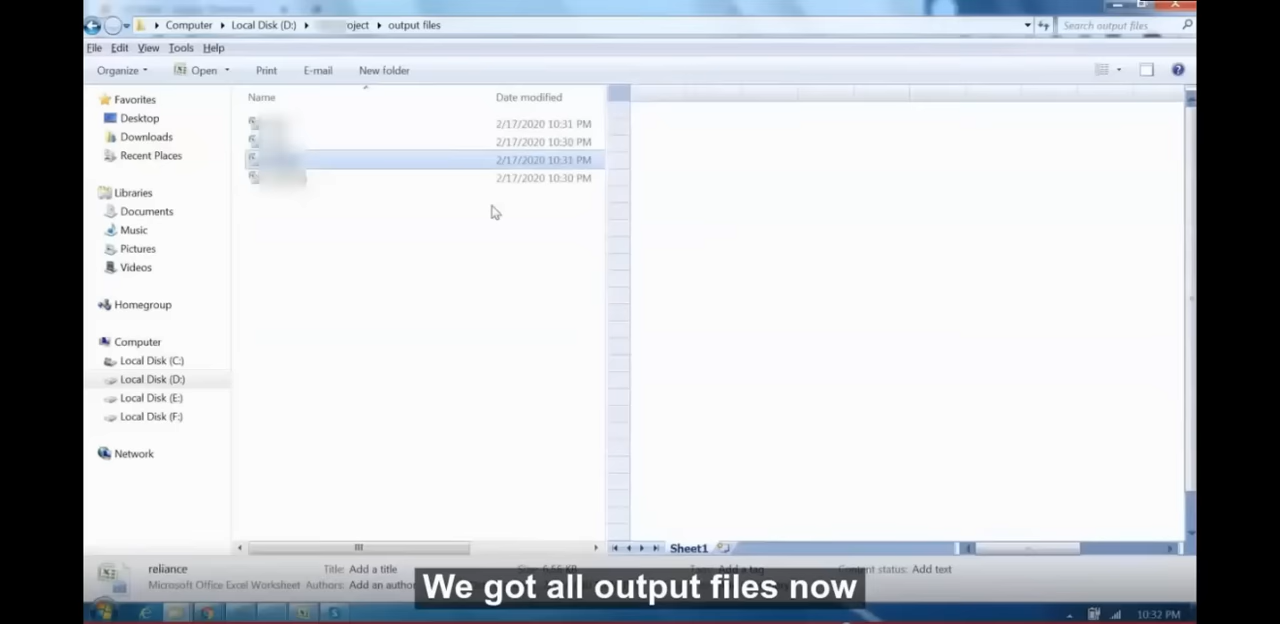 Computer Local Disk (D:) oject output files Search output files
File Edit View Tools Help
Organize Open Print E-mail New folder
Name Date modified
Favorites
Desktop
Downloads
Recent Places
Libraries
Documents
Music
Pictures
Videos
Homegroup
Computer
Local Disk (C:)
Local Disk (D:)
Local Disk (E:)
Local Disk (F:)
Network
2/17/2020 10:31 PM
2/17/2020 10:30 PM
2/17/2020 10:31 PM
2/17/2020 10:30 PM
Sheet1
reliance Title: Add a title Add a tag Content status: Add text
Microsoft Office Excel Worksheet Authors: Add an author
We got all output files now
10:32 PM